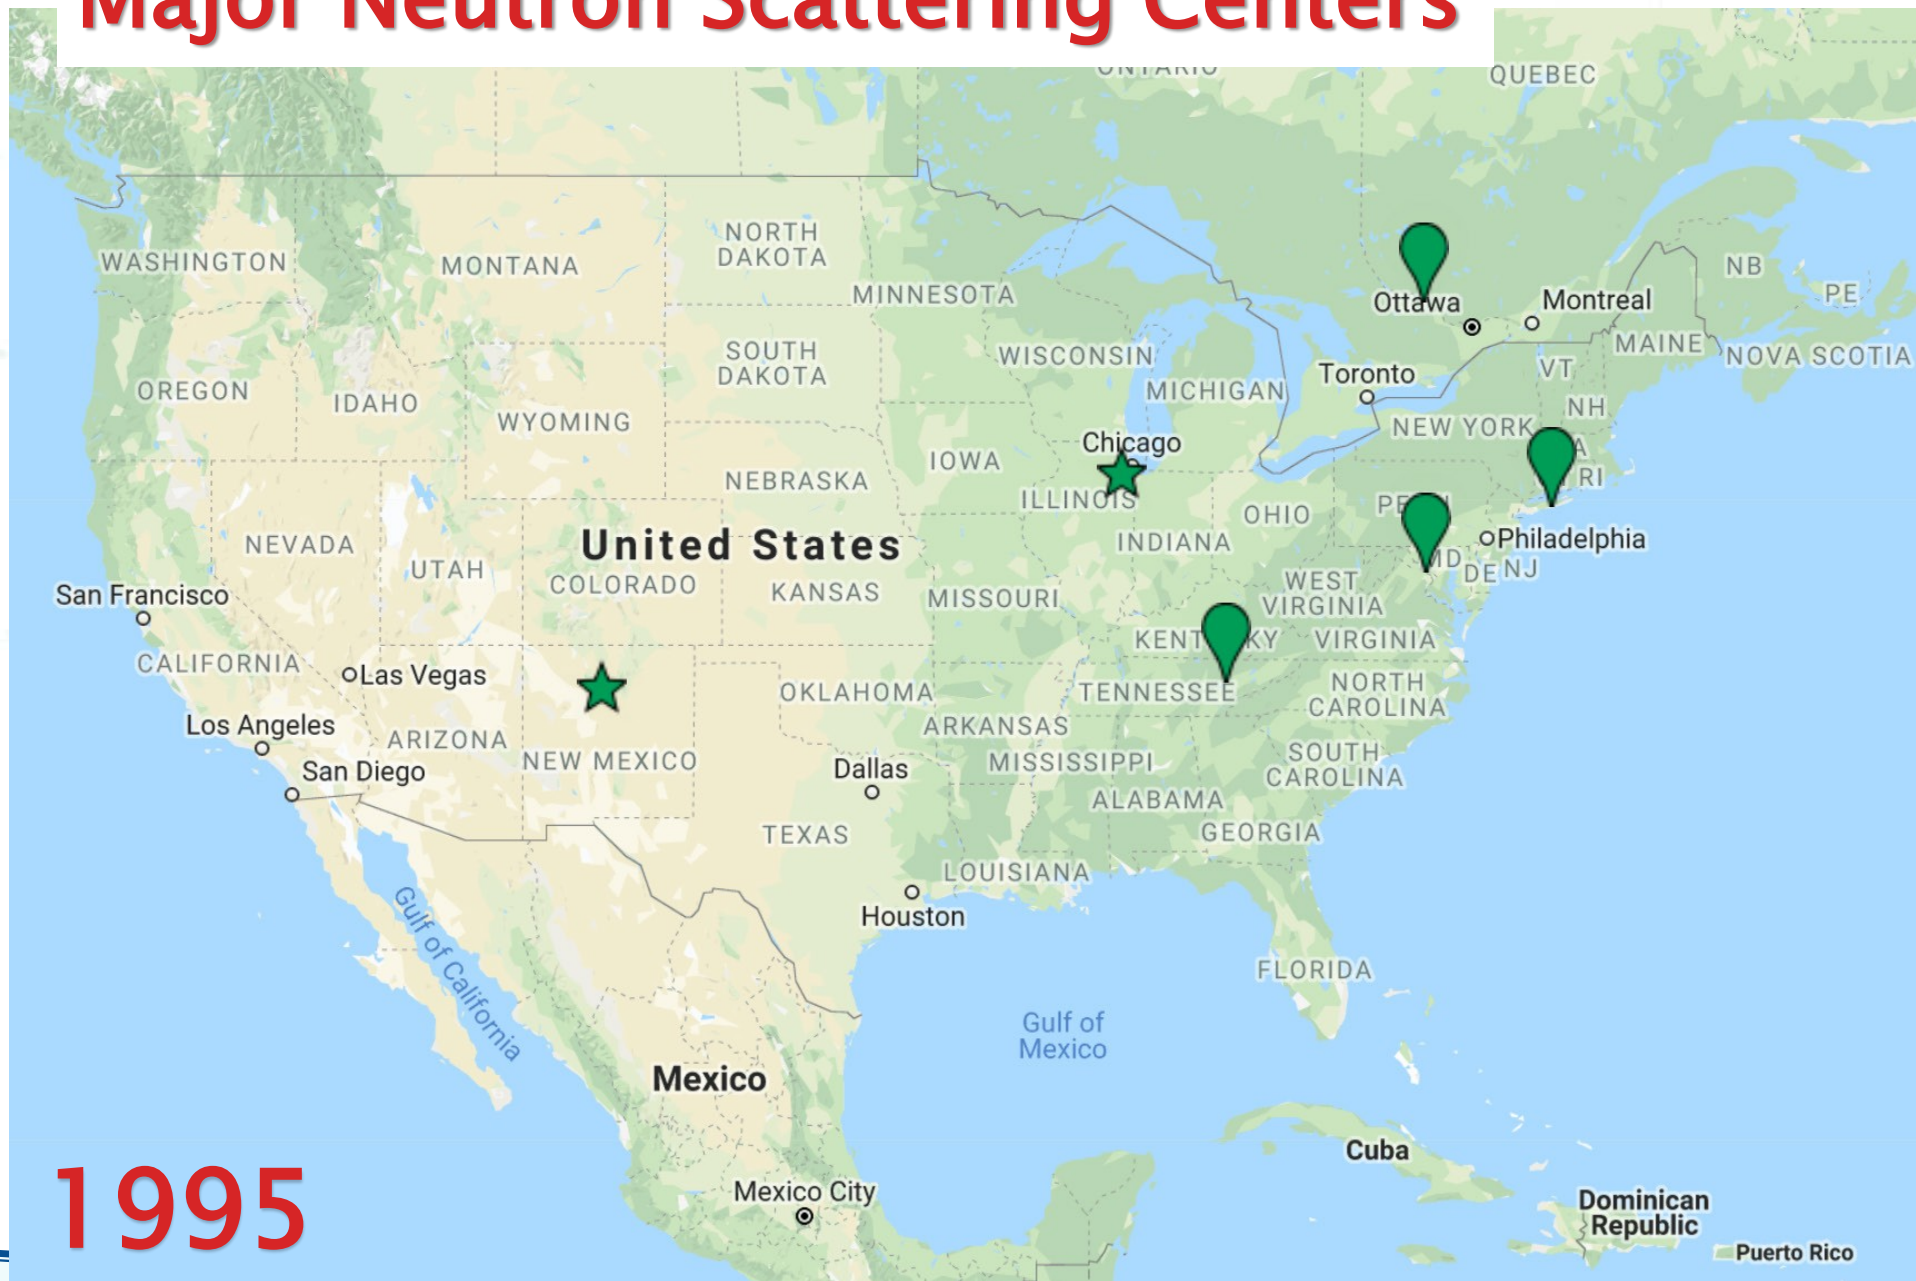 Major Neutron Scattering Centers
ONTARIO
QUEBEC
WASHINGTON
MONTANA
NORTH
DAKOTA
MINNESOTA
Ottawa
Montreal
NB
PE
MAINE
NOVA SCOTIA
OREGON
IDAHO
WYOMING
SOUTH
DAKOTA
WISCONSIN
MICHIGAN
Toronto
VT
NH
NEW YORK
RI
Chicago
IOWA
ILLINOIS
NEBRASKA
OHIO
Philadelphia
MD
DE
NJ
NEVADA
UTAH
United States
COLORADO
KANSAS
MISSOURI
INDIANA
WEST
VIRGINIA
VIRGINIA
San Francisco
CALIFORNIA
Las Vegas
Los Angeles
San Diego
ARIZONA
NEW MEXICO
OKLAHOMA
ARKANSAS
TENNESSEE
NORTH
CAROLINA
SOUTH
CAROLINA
Dallas
TEXAS
MISSISSIPPI
ALABAMA
GEORGIA
LOUISIANA
Houston
FLORIDA
Gulf of California
Gulf of
Mexico
Mexico
Mexico City
Cuba
Dominican
Republic
Puerto Rico
1995